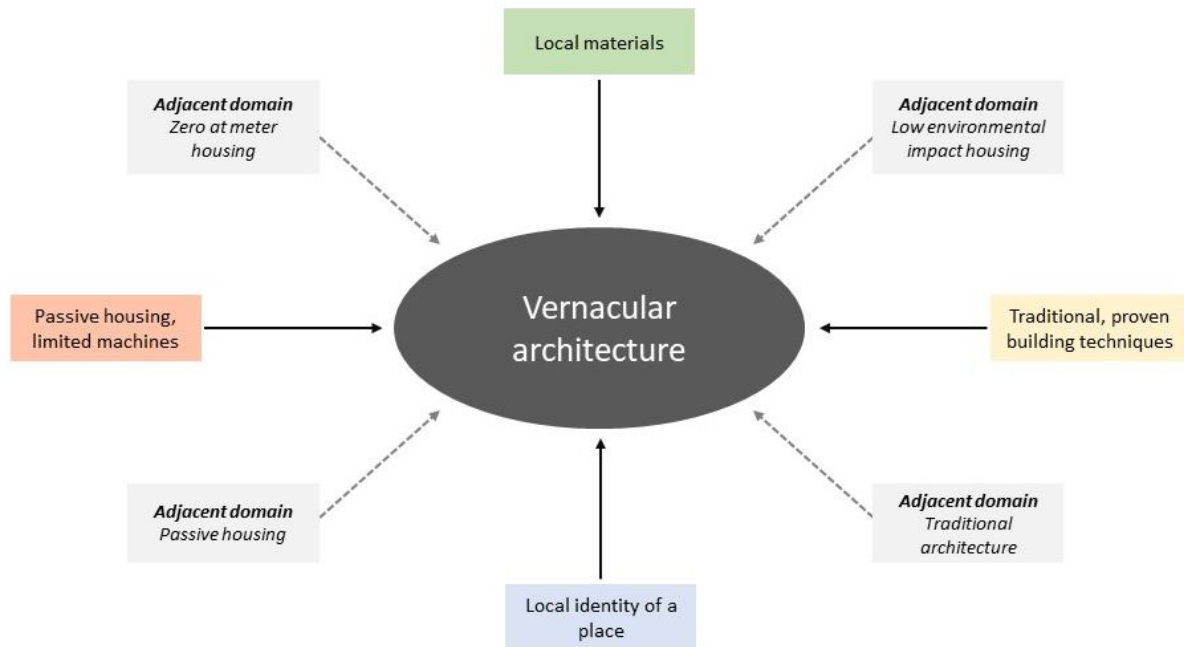 Local materials
Adjacent domain
Zero at meter
housing
Adjacent domain
Low environmental
impact housing
Passive housing,
limited machines
Vernacular
architecture
Traditional, proven
building techniques
Adjacent domain
Passive housing
Adjacent domain
Traditional
architecture
Local identity of a
place